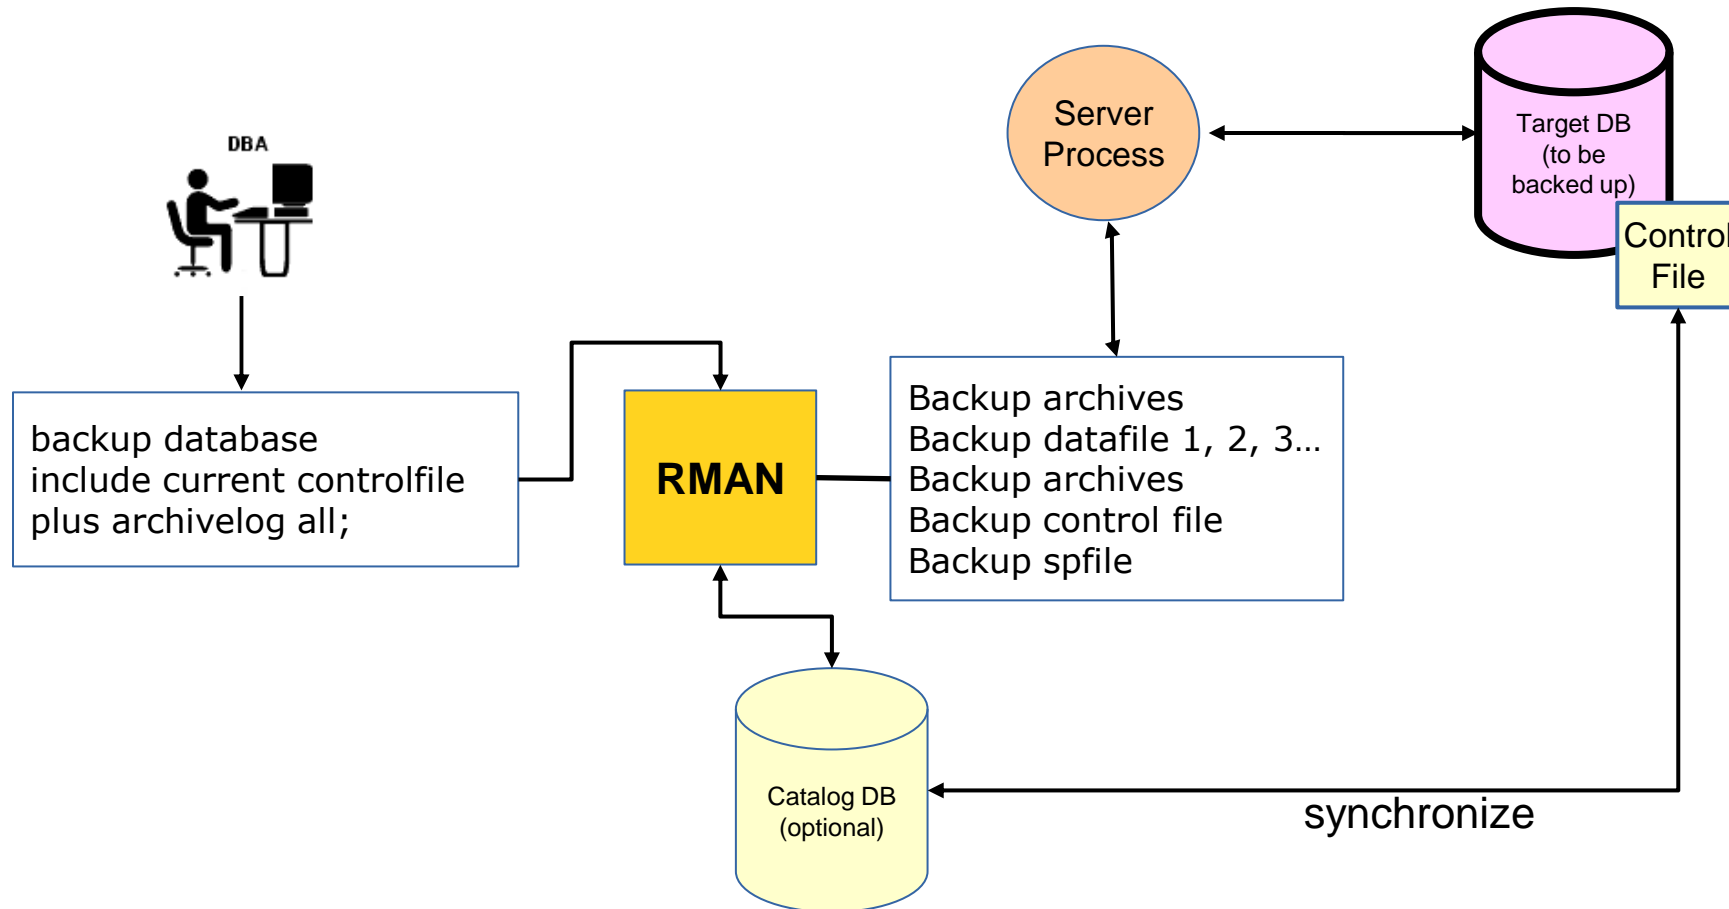 DBA
backup database
include current controlfile
plus archivelog all;
RMAN
Backup archives
Backup datafile 1, 2, 3…
Backup archives
Backup control file
Backup spfile
Server
Process
Target DB
(to be
backed up)
Control
File
Catalog DB
(optional)
synchronize